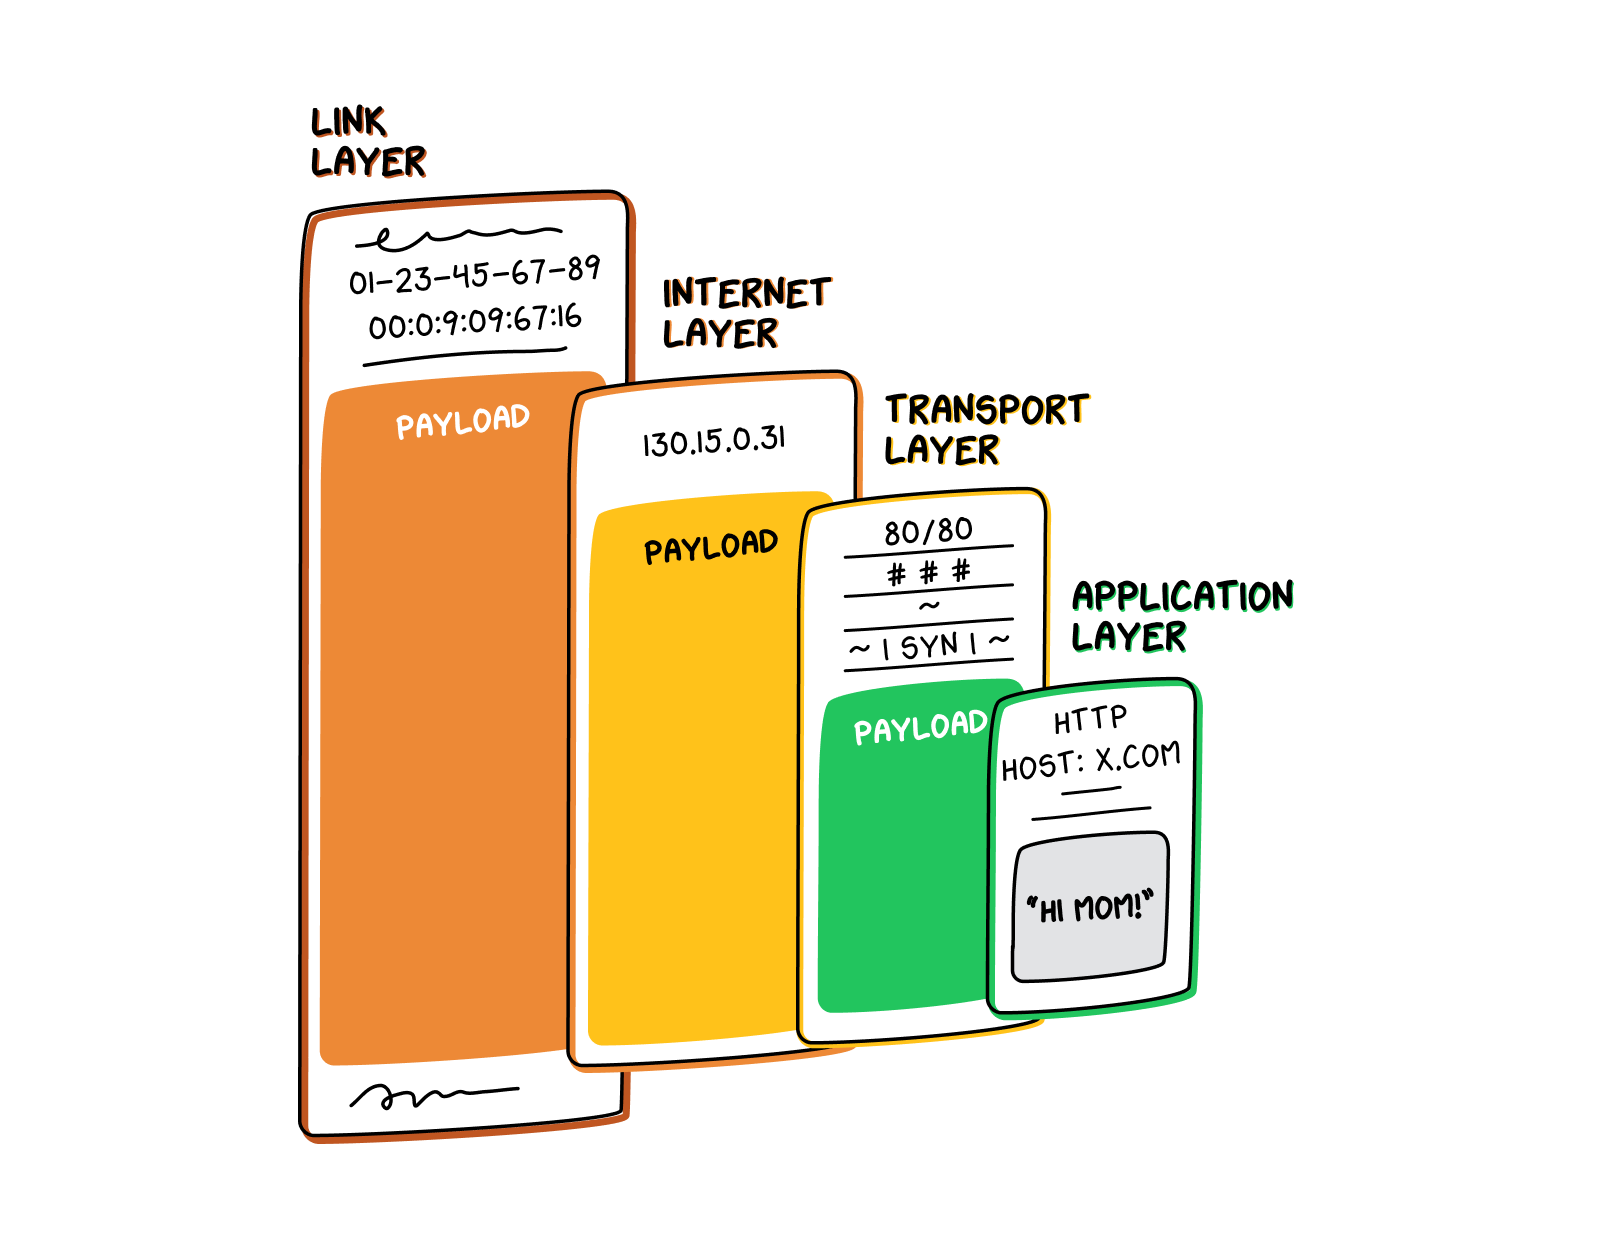 LINK
LAYER
01-23-45-67-89
00:0:9:09:67:16
PAYLOAD
INTERNET
LAYER
130.15.0.31
PAYLOAD
TRANSPORT
LAYER
80/80
# # #
~
~ | SYN | ~
PAYLOAD
APPLICATION
LAYER
HTTP
HOST: X.COM
"HI MOM!"